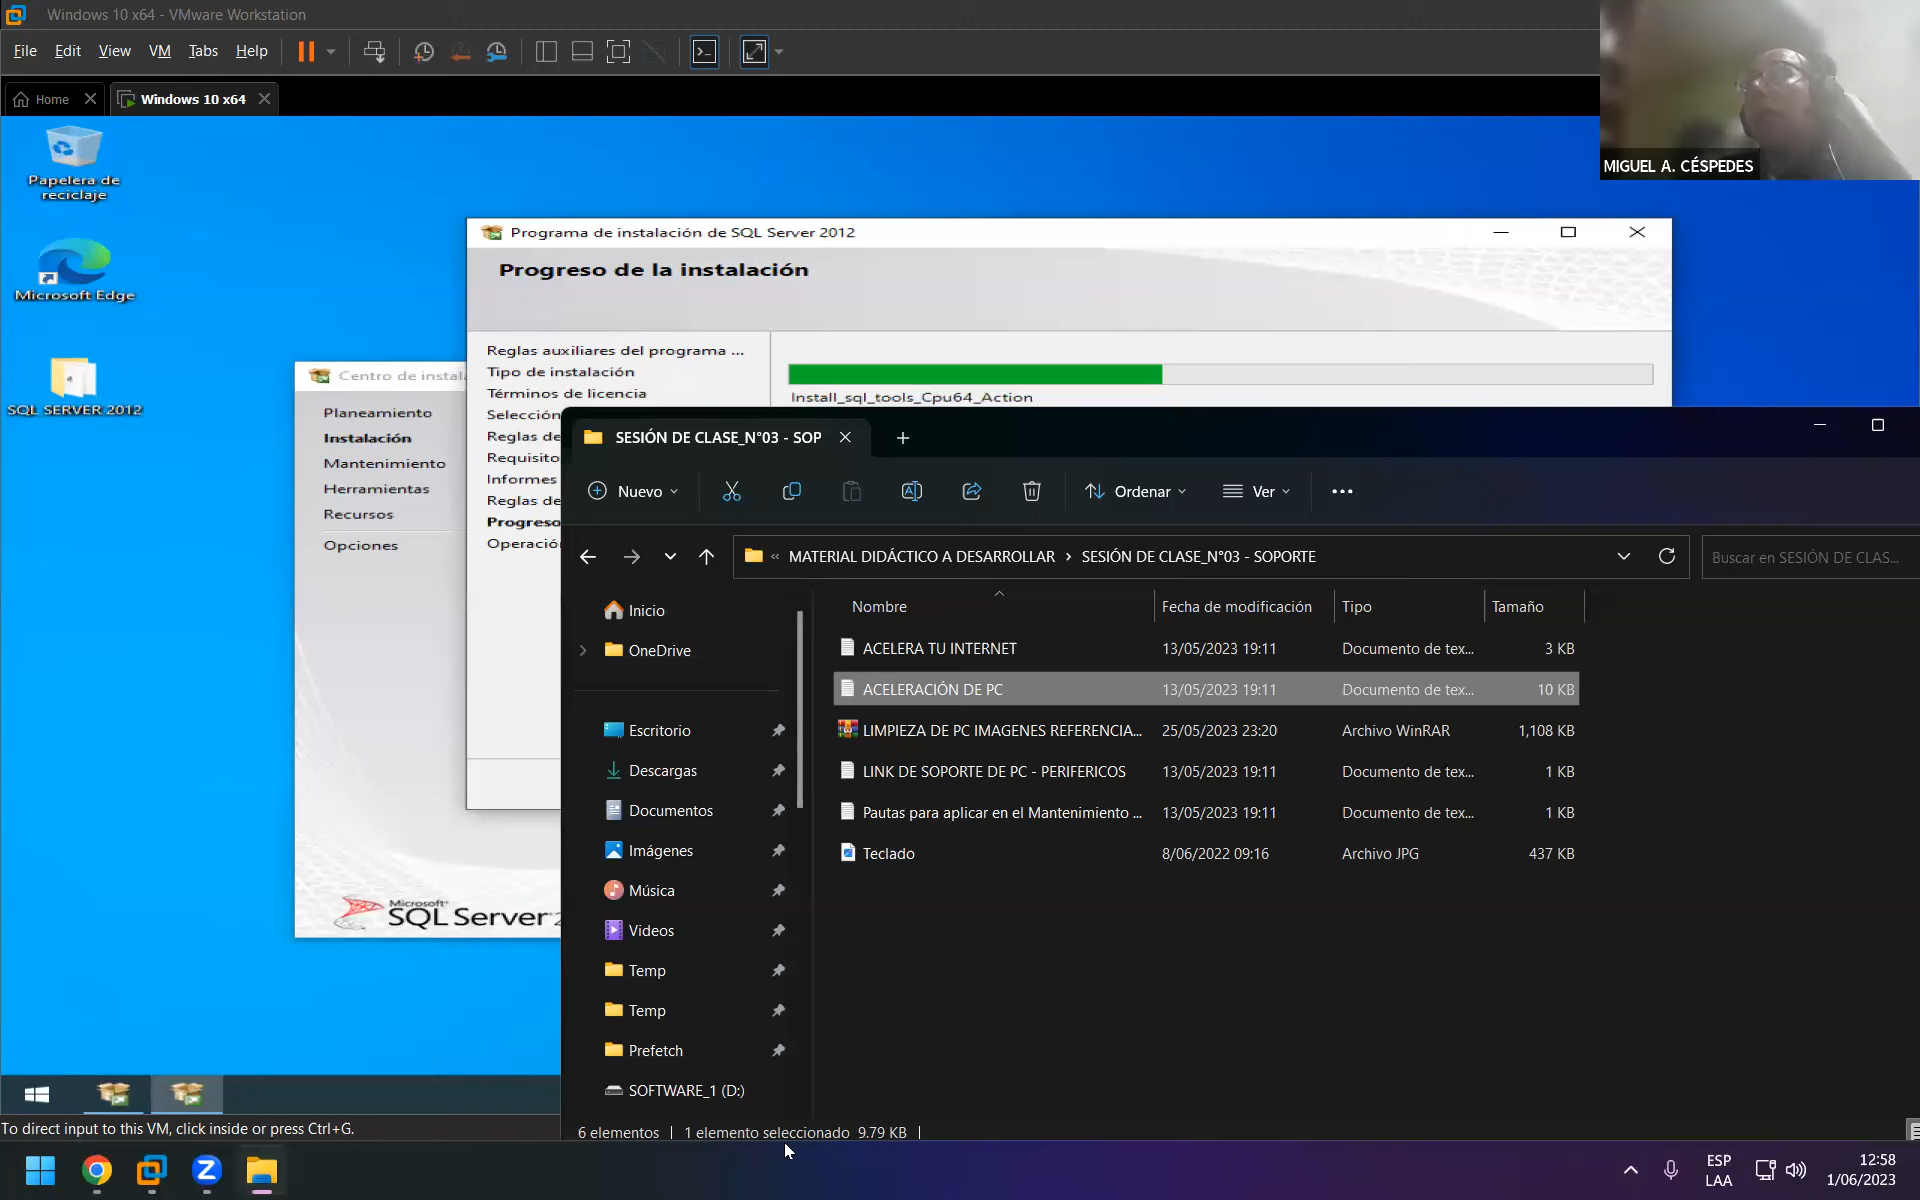 Windows 10 x64 - VMware Workstation
File Edit View VM Tabs Help
Home
Windows 10 x64
MIGUEL A. CÉSPEDES
Papelera de
reciclaje
Microsoft Edge
SQL SERVER 2012
Programa de instalación de SQL Server 2012
Progreso de la instalación
Reglas auxiliares del programa ...
Tipo de instalación
Términos de licencia
Selección
Reglas de
Requisito
Informes
Reglas de
Progreso
Operació
Install_sql_tools_Cpu64_Action
Centro de instala
Planeamiento
Instalación
Mantenimiento
Herramientas
Recursos
Opciones
Microsoft
SQL Server
SESIÓN DE CLASE_N°03 - SOP
Nuevo
Ordenar
Ver
« MATERIAL DIDÁCTICO A DESARROLLAR › SESIÓN DE CLASE_N°03 - SOPORTE
Buscar en SESIÓN DE CLAS...
Inicio
OneDrive
Escritorio
Descargas
Documentos
Imágenes
Música
Videos
Temp
Temp
Prefetch
SOFTWARE_1 (D:)
Nombre Fecha de modificación Tipo Tamaño
ACELERA TU INTERNET 13/05/2023 19:11 Documento de tex... 3 KB
ACELERACIÓN DE PC 13/05/2023 19:11 Documento de tex... 10 KB
LIMPIEZA DE PC IMAGENES REFERENCIA... 25/05/2023 23:20 Archivo WinRAR 1,108 KB
LINK DE SOPORTE DE PC - PERIFERICOS 13/05/2023 19:11 Documento de tex... 1 KB
Pautas para aplicar en el Mantenimiento ... 13/05/2023 19:11 Documento de tex... 1 KB
Teclado 8/06/2022 09:16 Archivo JPG 437 KB
6 elementos 1 elemento seleccionado 9.79 KB
To direct input to this VM, click inside or press Ctrl+G.
ESP
LAA
12:58
1/06/2023